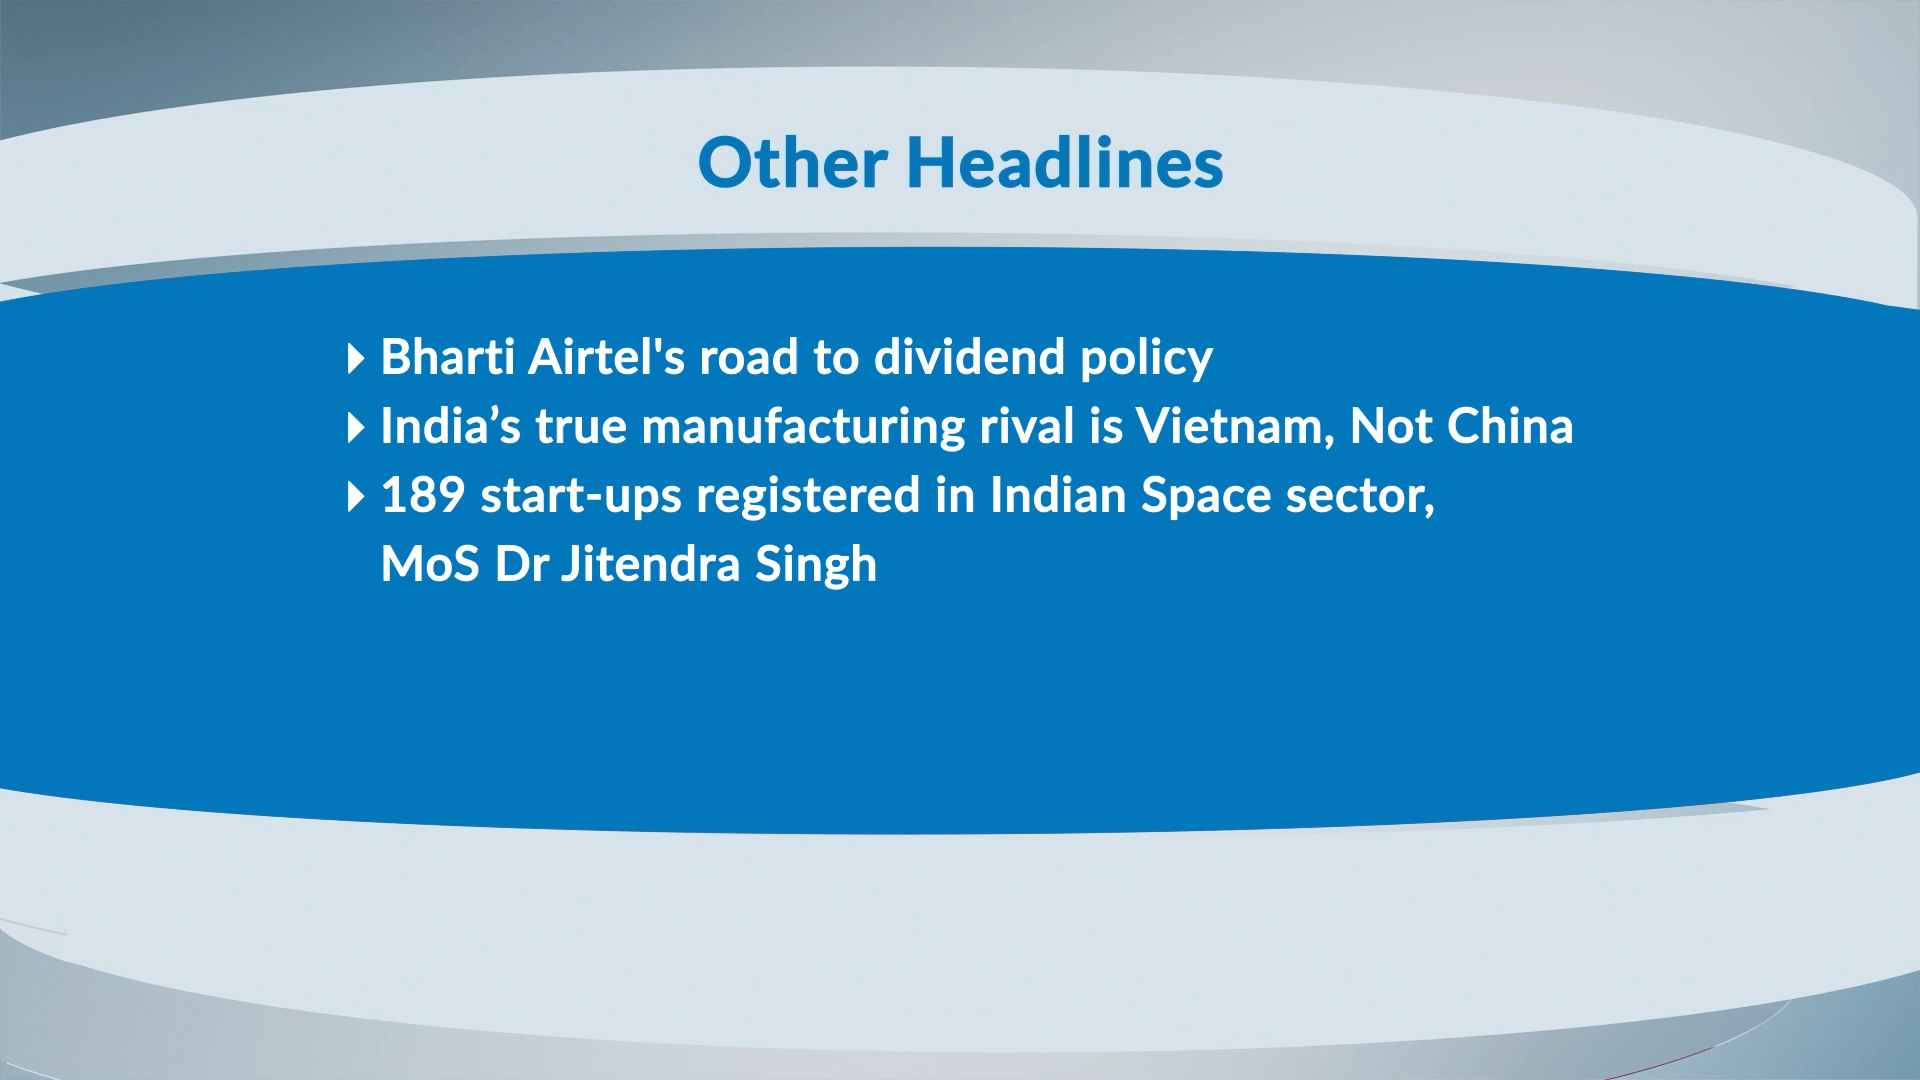 Other Headlines
Bharti Airtel's road to dividend policy
India’s true manufacturing rival is Vietnam, Not China
189 start-ups registered in Indian Space sector,
MoS Dr Jitendra Singh